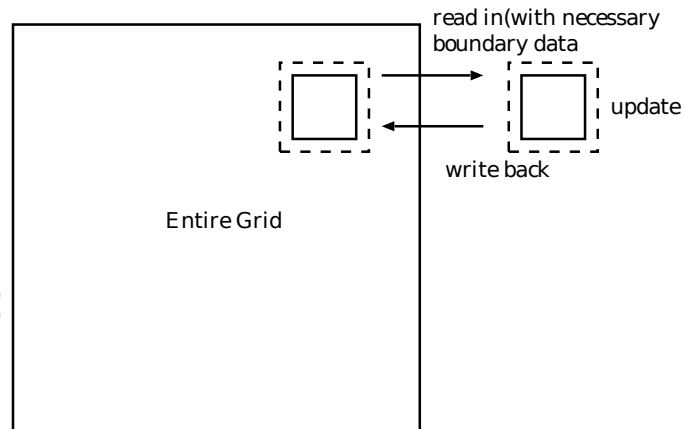 read in(with necessary
boundary data
update
write back
Entire Grid